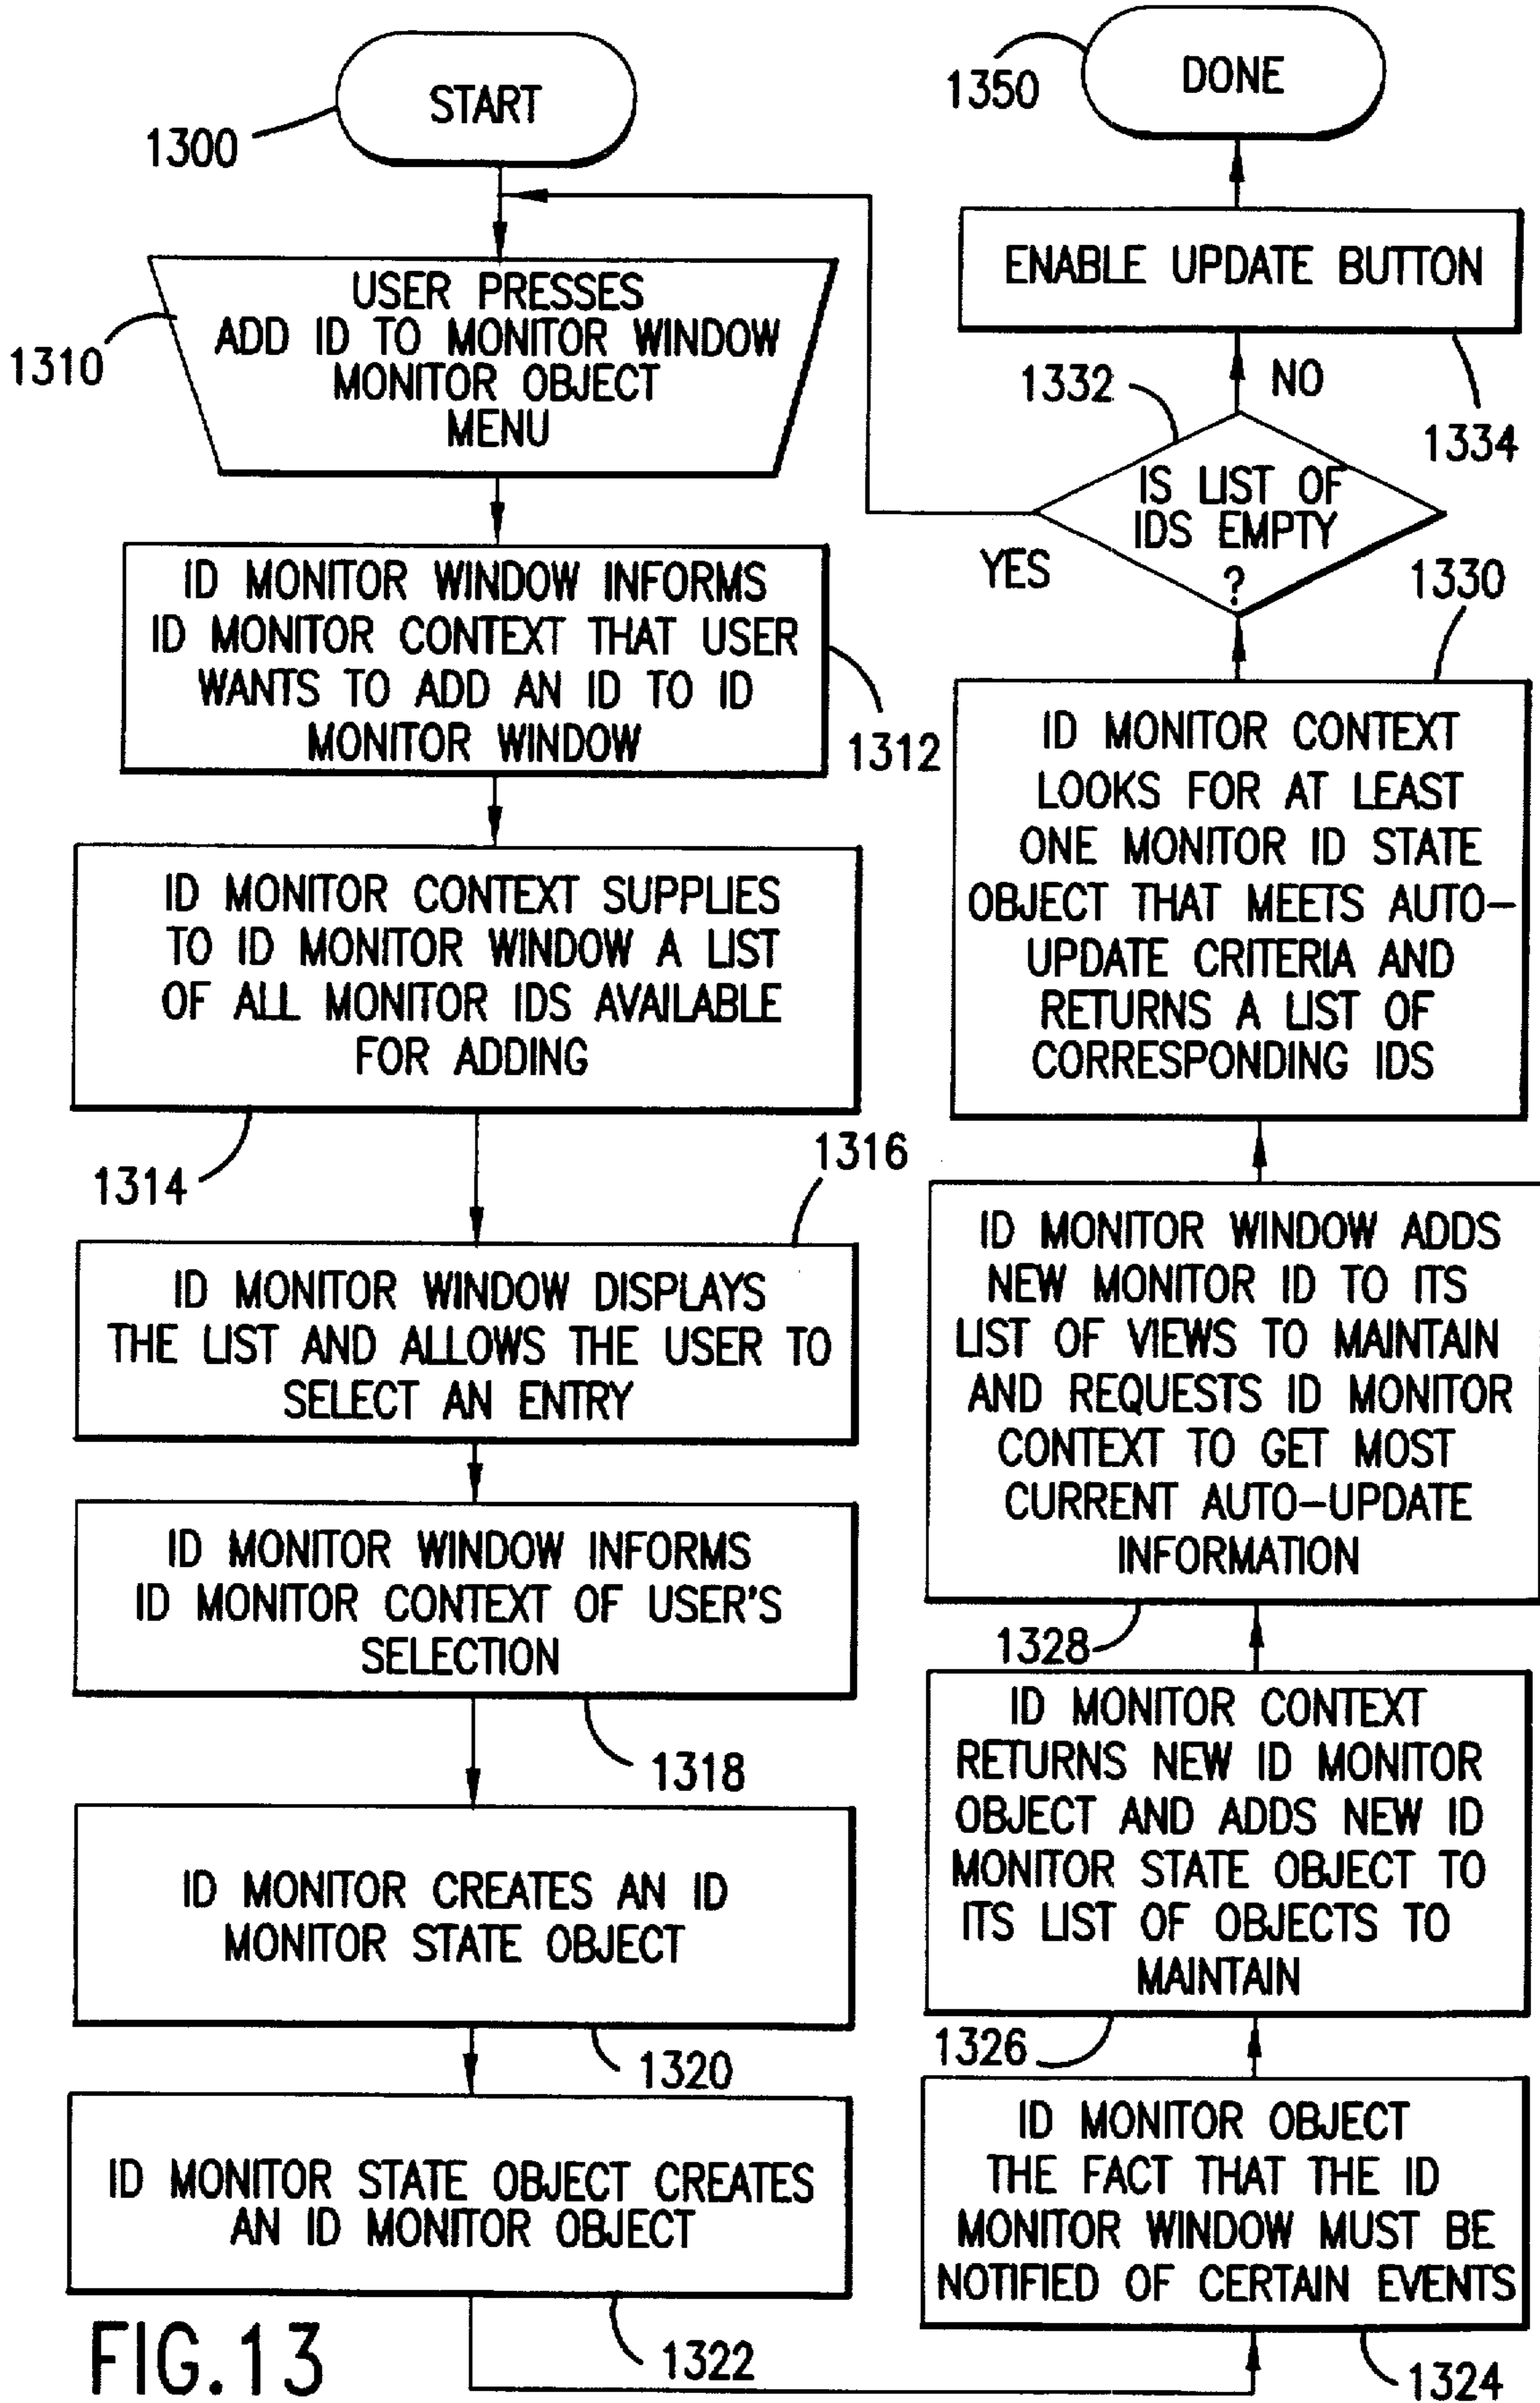 START
1300
USER PRESSES
ADD ID TO MONITOR WINDOW
MONITOR OBJECT
MENU
1310
ID MONITOR WINDOW INFORMS
ID MONITOR CONTEXT THAT USER
WANTS TO ADD AN ID TO ID
MONITOR WINDOW
1312
ID MONITOR CONTEXT SUPPLIES
TO ID MONITOR WINDOW A LIST
OF ALL MONITOR IDS AVAILABLE
FOR ADDING
1314
1316
ID MONITOR WINDOW DISPLAYS
THE LIST AND ALLOWS THE USER TO
SELECT AN ENTRY
ID MONITOR WINDOW INFORMS
ID MONITOR CONTEXT OF USER'S
SELECTION
1318
ID MONITOR CREATES AN ID
MONITOR STATE OBJECT
1320
ID MONITOR STATE OBJECT CREATES
AN ID MONITOR OBJECT
1322
ID MONITOR OBJECT
THE FACT THAT THE ID
MONITOR WINDOW MUST BE
NOTIFIED OF CERTAIN EVENTS
1324
ID MONITOR CONTEXT
RETURNS NEW ID MONITOR
OBJECT AND ADDS NEW ID
MONITOR STATE OBJECT TO
ITS LIST OF OBJECTS TO
MAINTAIN
1326
ID MONITOR WINDOW ADDS
NEW MONITOR ID TO ITS
LIST OF VIEWS TO MAINTAIN
AND REQUESTS ID MONITOR
CONTEXT TO GET MOST
CURRENT AUTO-UPDATE
INFORMATION
1328
ID MONITOR CONTEXT
LOOKS FOR AT LEAST
ONE MONITOR ID STATE
OBJECT THAT MEETS AUTO-
UPDATE CRITERIA AND
RETURNS A LIST OF
CORRESPONDING IDS
1330
IS LIST OF
IDS EMPTY
?
1332
YES
NO
ENABLE UPDATE BUTTON
1334
DONE
1350
FIG.13